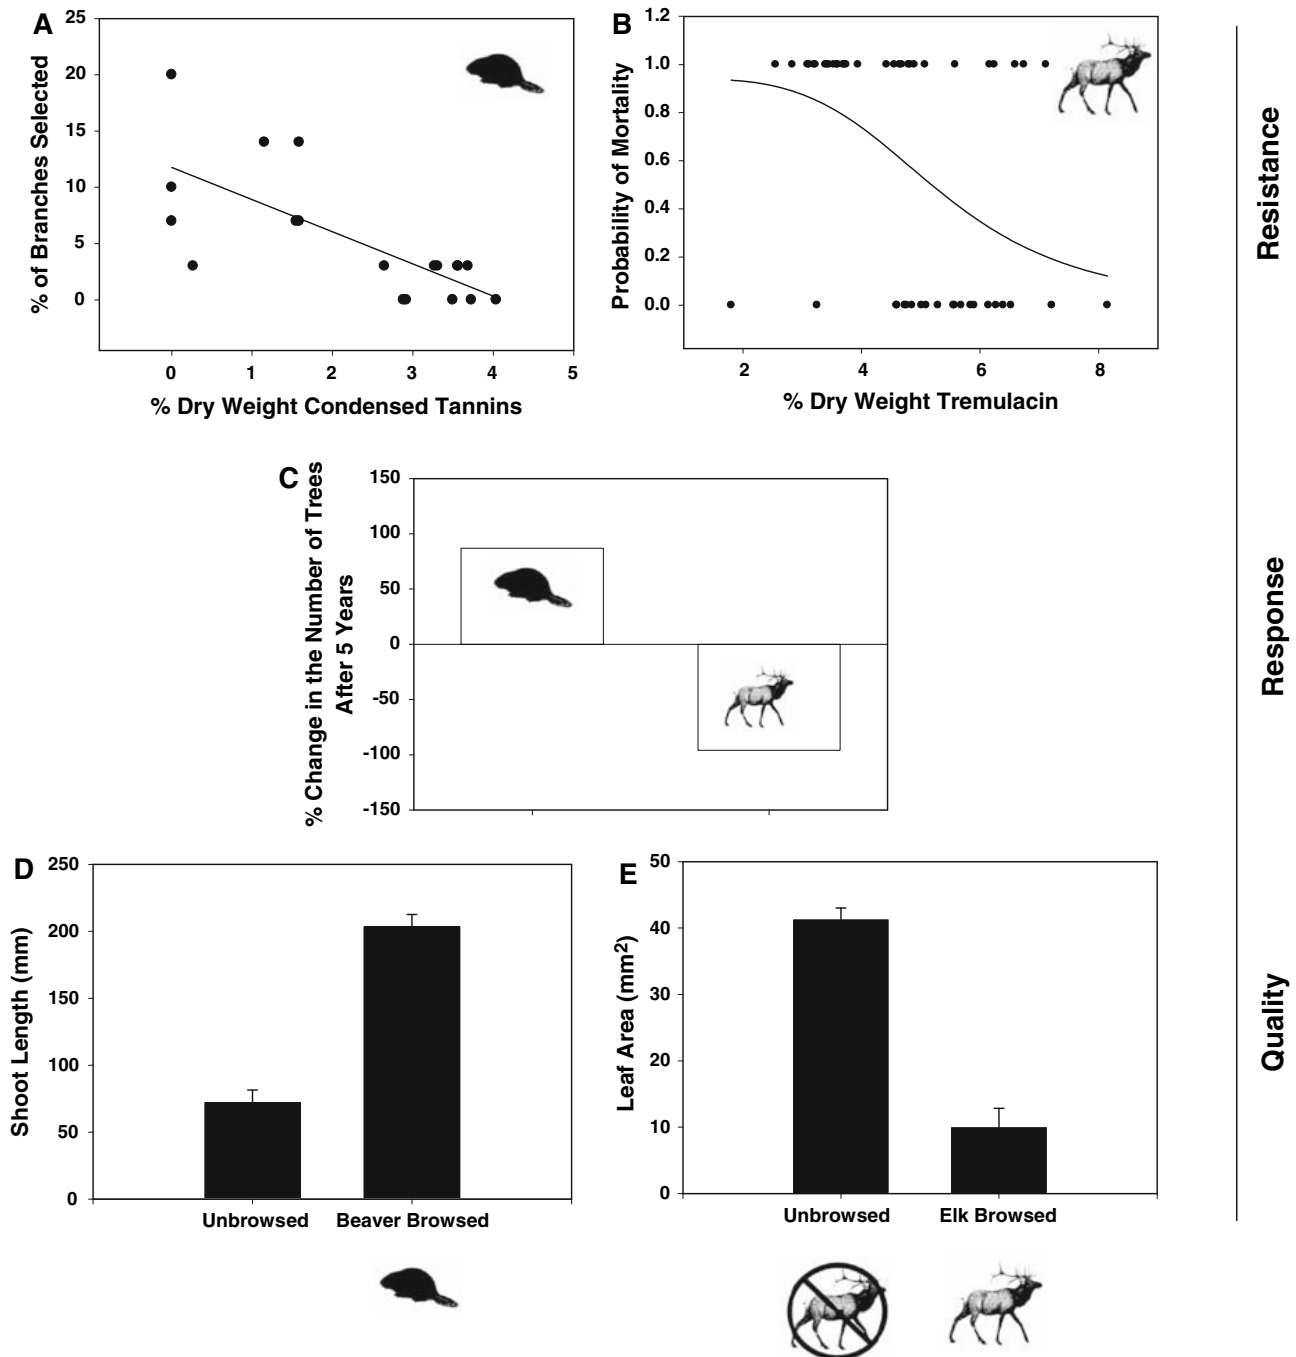 A
25
20
15
10
5
0
% of Branches Selected
0 1 2 3 4 5
% Dry Weight Condensed Tannins
B
1.2
1.0
0.8
0.6
0.4
0.2
0.0
Probability of Mortality
2 4 6 8
% Dry Weight Tremulacin
Resistance
C
150
100
50
0
-50
-100
-150
% Change in the Number of Trees
After 5 Years
Response
D
250
200
150
100
50
0
Shoot Length (mm)
Unbrowsed Beaver Browsed
E
50
40
30
20
10
0
Leaf Area (mm²)
Unbrowsed Elk Browsed
Quality